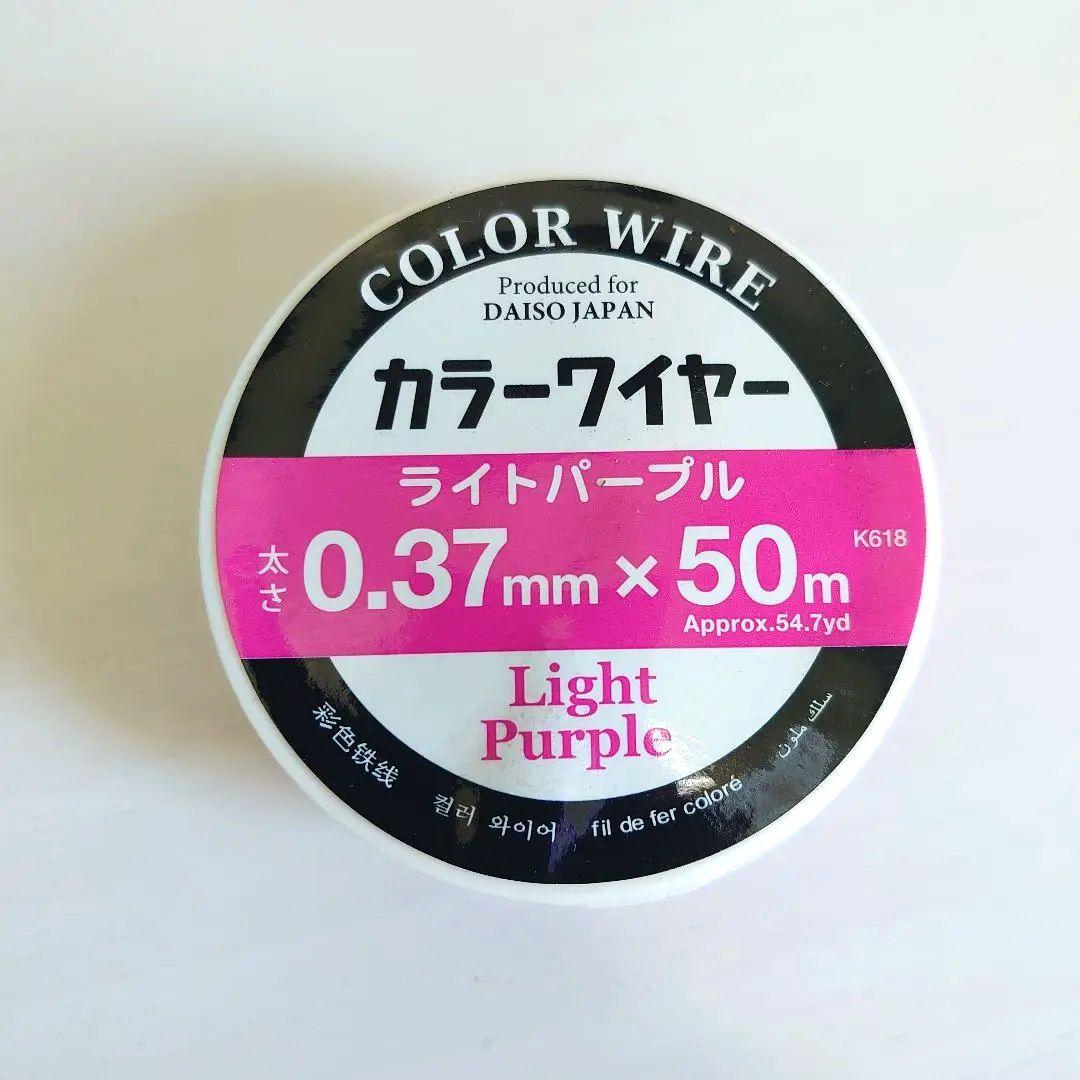 COLOR WIRE
Produced for
DAISO JAPAN
カラーワイヤー
ライトパープル
太さ 0.37mm×50m
K618
Approx.54.7yd
Light
Purple
彩色铁线 컬러 와이어 fil de fer coloré سلك ملون